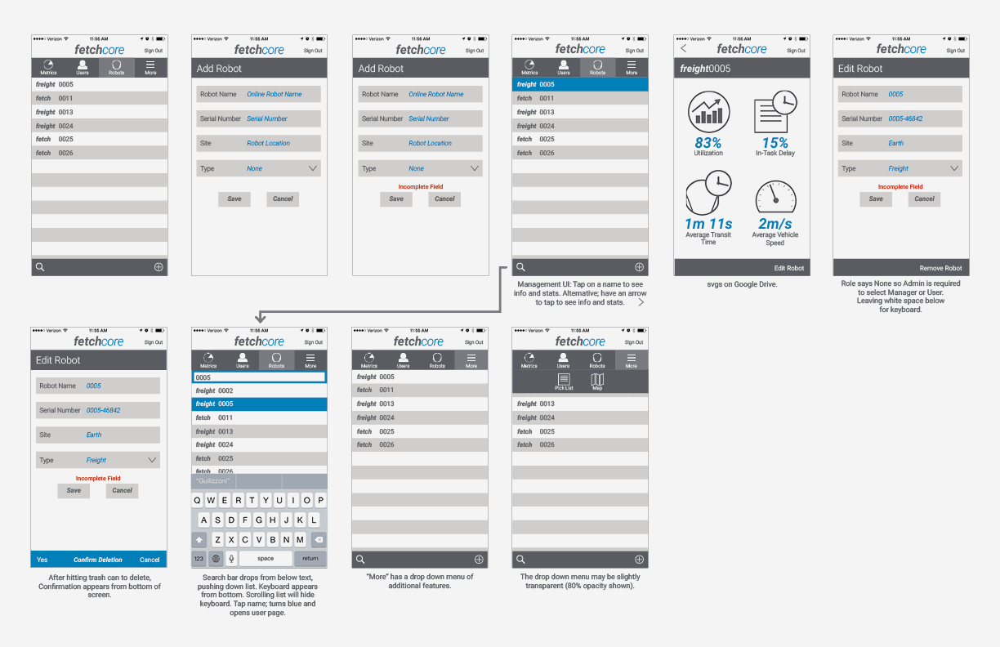 Verizon 11:55 AM
fetchcore Sign Out
Metrics Users Robots More
freight 0005
fetch 0011
freight 0013
freight 0024
fetch 0025
fetch 0026
Verizon 11:55 AM
fetchcore Sign Out
Add Robot
Robot Name Online Robot Name
Serial Number Serial Number
Site Robot Location
Type None
Save Cancel
Verizon 11:55 AM
fetchcore Sign Out
Add Robot
Robot Name Online Robot Name
Serial Number Serial Number
Site Robot Location
Type None
Incomplete Field
Save Cancel
Verizon 11:55 AM
fetchcore Sign Out
Metrics Users Robots More
freight 0005
fetch 0011
freight 0013
freight 0024
fetch 0025
fetch 0026
Management UI: Tap on a name to see
info and stats. Alternative; have an arrow
to tap to see info and stats.
Verizon 11:55 AM
fetchcore Sign Out
freight0005
83% 15%
Utilization In-Task Delay
1m 11s 2m/s
Average Transit Average Vehicle
Time Speed
Edit Robot
svgs on Google Drive.
Verizon 11:55 AM
fetchcore Sign Out
Edit Robot
Robot Name 0005
Serial Number 0005-46842
Site Earth
Type Freight
Incomplete Field
Save Cancel
Remove Robot
Role says None so Admin is required
to select Manager or User.
Leaving white space below
for keyboard.
Verizon 11:55 AM
fetchcore Sign Out
Edit Robot
Robot Name 0005
Serial Number 0005-46842
Site Earth
Type Freight
Incomplete Field
Save Cancel
Yes Confirm Deletion Cancel
After hitting trash can to delete,
Confirmation appears from bottom of
screen.
Verizon 11:55 AM
fetchcore Sign Out
Metrics Users Robots More
0005
freight 0002
freight 0005
fetch 0011
freight 0013
freight 0024
fetch 0025
fetch 0026
"Guilizzoni"
Q W E R T Y U I O P
A S D F G H J K L
Z X C V B N M
123 space return
Search bar drops from below text,
pushing down list. Keyboard appears
from bottom. Scrolling list will hide
keyboard. Tap name; turns blue and
opens user page.
Verizon 11:55 AM
fetchcore Sign Out
Metrics Users Robots More
freight 0005
fetch 0011
freight 0013
freight 0024
fetch 0025
fetch 0026
“More” has a drop down menu of
additional features.
Verizon 11:55 AM
fetchcore Sign Out
Metrics Users Robots More
Pick List Map
freight 0013
freight 0024
fetch 0025
fetch 0026
The drop down menu may be slightly
transparent (80% opacity shown).